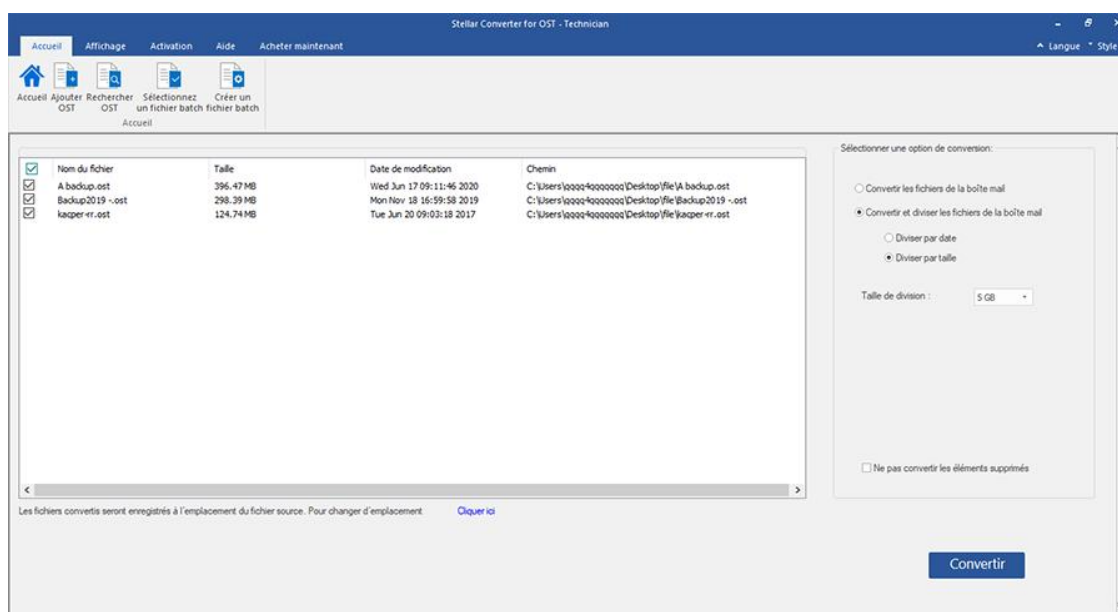 Stellar Converter for OST - Technician
Accueil Affichage Activation Aide Acheter maintenant
Langue Style
Accueil Ajouter OST Rechercher OST Sélectionnez un fichier batch Créer un fichier batch
Accueil
Sélectionner une option de conversion:
Nom du fichier Taille Date de modification Chemin
A backup.ost 396.47 MB Wed Jun 17 09:11:46 2020 C:\Users\qqqq4qqqqqqq\Desktop\file\A backup.ost
Backup2019 -.ost 298.39 MB Mon Nov 18 16:59:58 2019 C:\Users\qqqq4qqqqqqq\Desktop\file\Backup2019 -.ost
kacper-rr.ost 124.74 MB Tue Jun 20 09:03:18 2017 C:\Users\qqqq4qqqqqqq\Desktop\file\kacper-rr.ost
Convertir les fichiers de la boîte mail
Convertir et diviser les fichiers de la boîte mail
Diviser par date
Diviser par taille
Taille de division : 5 GB
Ne pas convertir les éléments supprimés
Les fichiers convertis seront enregistrés à l'emplacement du fichier source. Pour changer d'emplacement Cliquer ici
Convertir